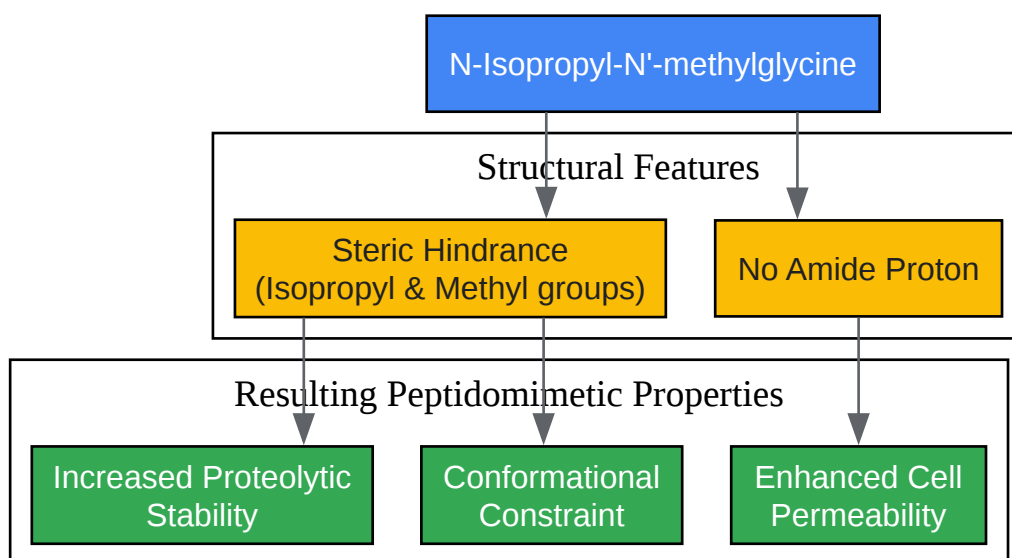 N-Isopropyl-N'-methylglycine
Structural Features
Steric Hindrance
(Isopropyl & Methyl groups)
No Amide Proton
Resulting Peptidomimetic Properties
Increased Proteolytic
Stability
Conformational
Constraint
Enhanced Cell
Permeability